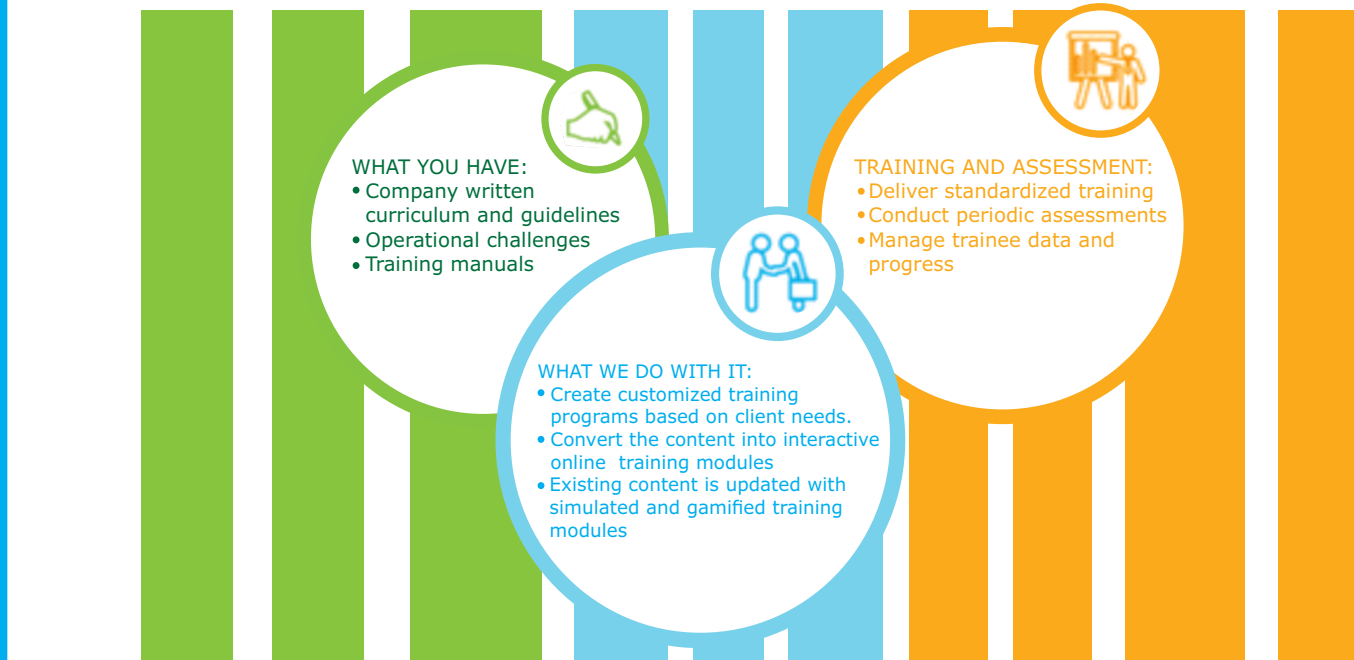 WHAT YOU HAVE:
• Company written
curriculum and guidelines
• Operational challenges
• Training manuals
WHAT WE DO WITH IT:
• Create customized training
programs based on client needs.
• Convert the content into interactive
online  training modules
• Existing content is updated with
simulated and gamified training
modules
TRAINING AND ASSESSMENT:
• Deliver standardized training
• Conduct periodic assessments
• Manage trainee data and
progress